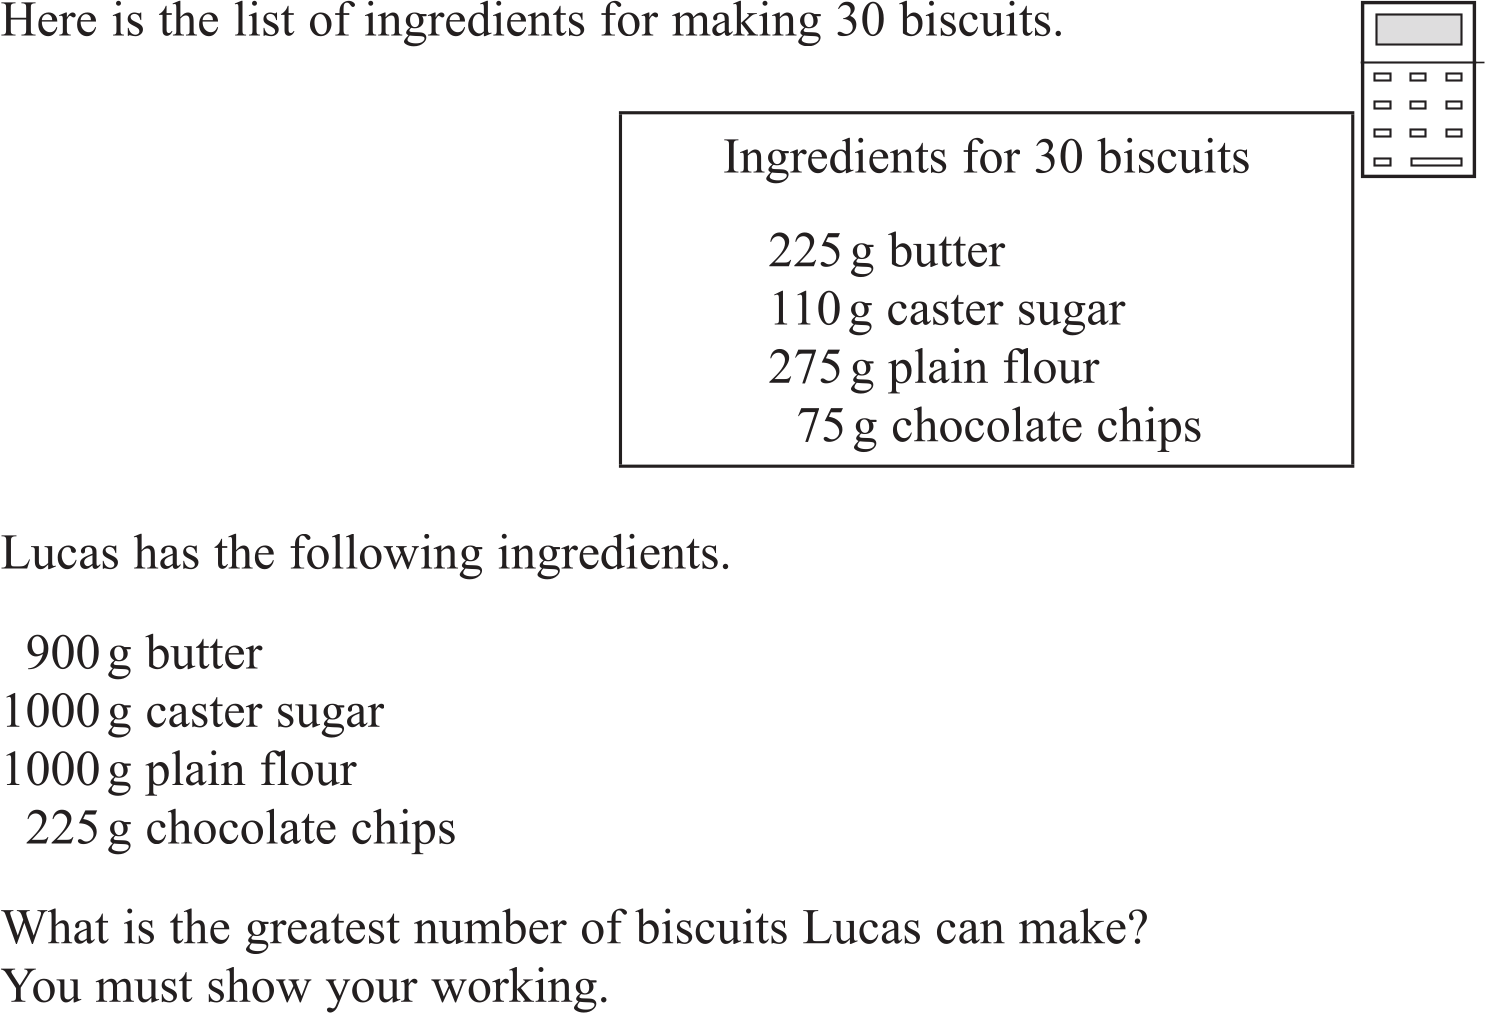 Here is the list of ingredients for making 30 biscuits.
Ingredients for 30 biscuits
225 g butter
110 g caster sugar
275 g plain flour
75 g chocolate chips
Lucas has the following ingredients.
900 g butter
1000 g caster sugar
1000 g plain flour
225 g chocolate chips
What is the greatest number of biscuits Lucas can make?
You must show your working.